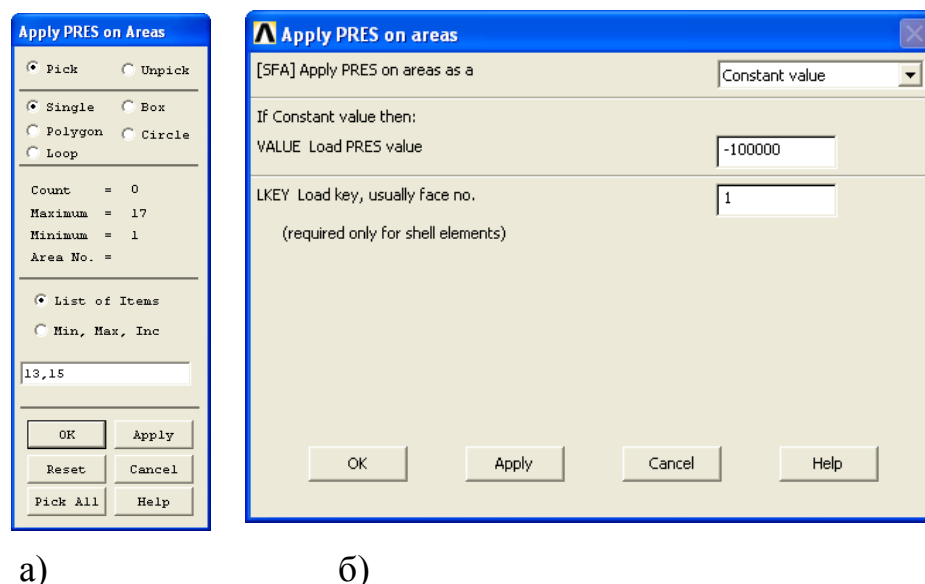 Apply PRES on Areas
Pick Unpick
Single Box
Polygon Circle
Loop
Count = 0
Maximum = 17
Minimum = 1
Area No. =
List of Items
Min, Max, Inc
13,15
OK Apply
Reset Cancel
Pick All Help
Apply PRES on areas
[SFA] Apply PRES on areas as a Constant value
If Constant value then:
VALUE Load PRES value -100000
LKEY Load key, usually face no. 1
(required only for shell elements)
OK Apply Cancel Help
а) б)